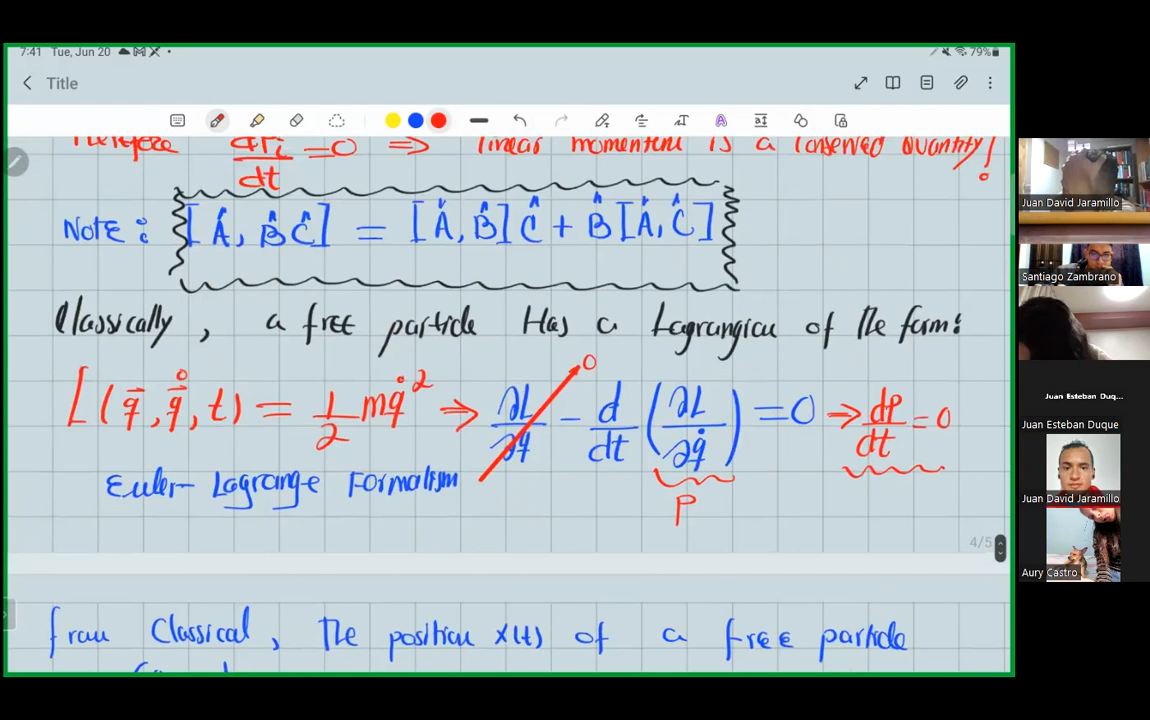 7:41 Tue, Jun 20
79%
Title
Therefore dPi/dt = 0 ⇒ linear momentum is a conserved quantity!
Note: [Â, B̂Ĉ] = [Â, B̂]Ĉ + B̂[Â, Ĉ]
Classically, a free particle Has a Lagrangian of the form:
L(q⃗, q⃗̇, t) = 1/2 mq̇² ⇒ ∂L/∂q - d/dt (∂L/∂q̇) = 0 ⇒ dP/dt = 0
0
Euler-Lagrange Formalism
P
4/5
from Classical, The position x(t) of a free particle
Juan David Jaramillo
Santiago Zambrano
Juan Esteban Duq...
Juan Esteban Duque
Juan David Jaramillo
Aury Castro